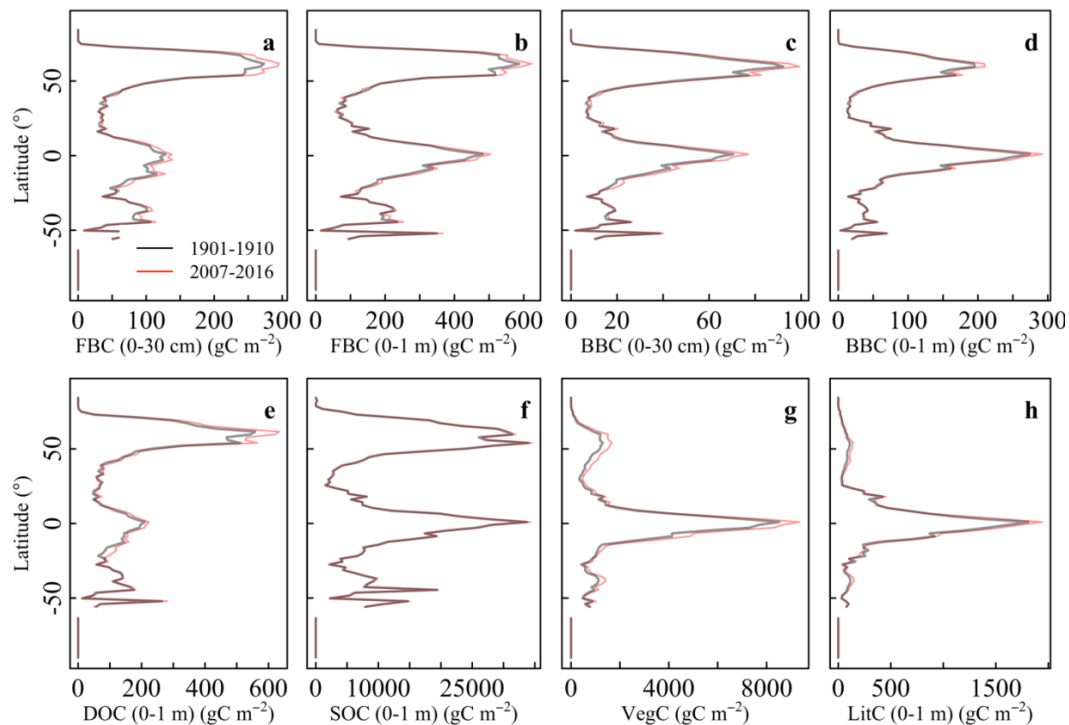 a
b
c
d
Latitude (°)
50
0
-50
1901-1910
2007-2016
0 100 200 300
0 200 400 600
0 20 60 100
0 100 200 300
FBC (0-30 cm) (gC m⁻²)
FBC (0-1 m) (gC m⁻²)
BBC (0-30 cm) (gC m⁻²)
BBC (0-1 m) (gC m⁻²)
e
f
g
h
Latitude (°)
50
0
-50
0 200 400 600
0 10000 25000
0 4000 8000
0 500 1500
DOC (0-1 m) (gC m⁻²)
SOC (0-1 m) (gC m⁻²)
VegC (gC m⁻²)
LitC (0-1 m) (gC m⁻²)